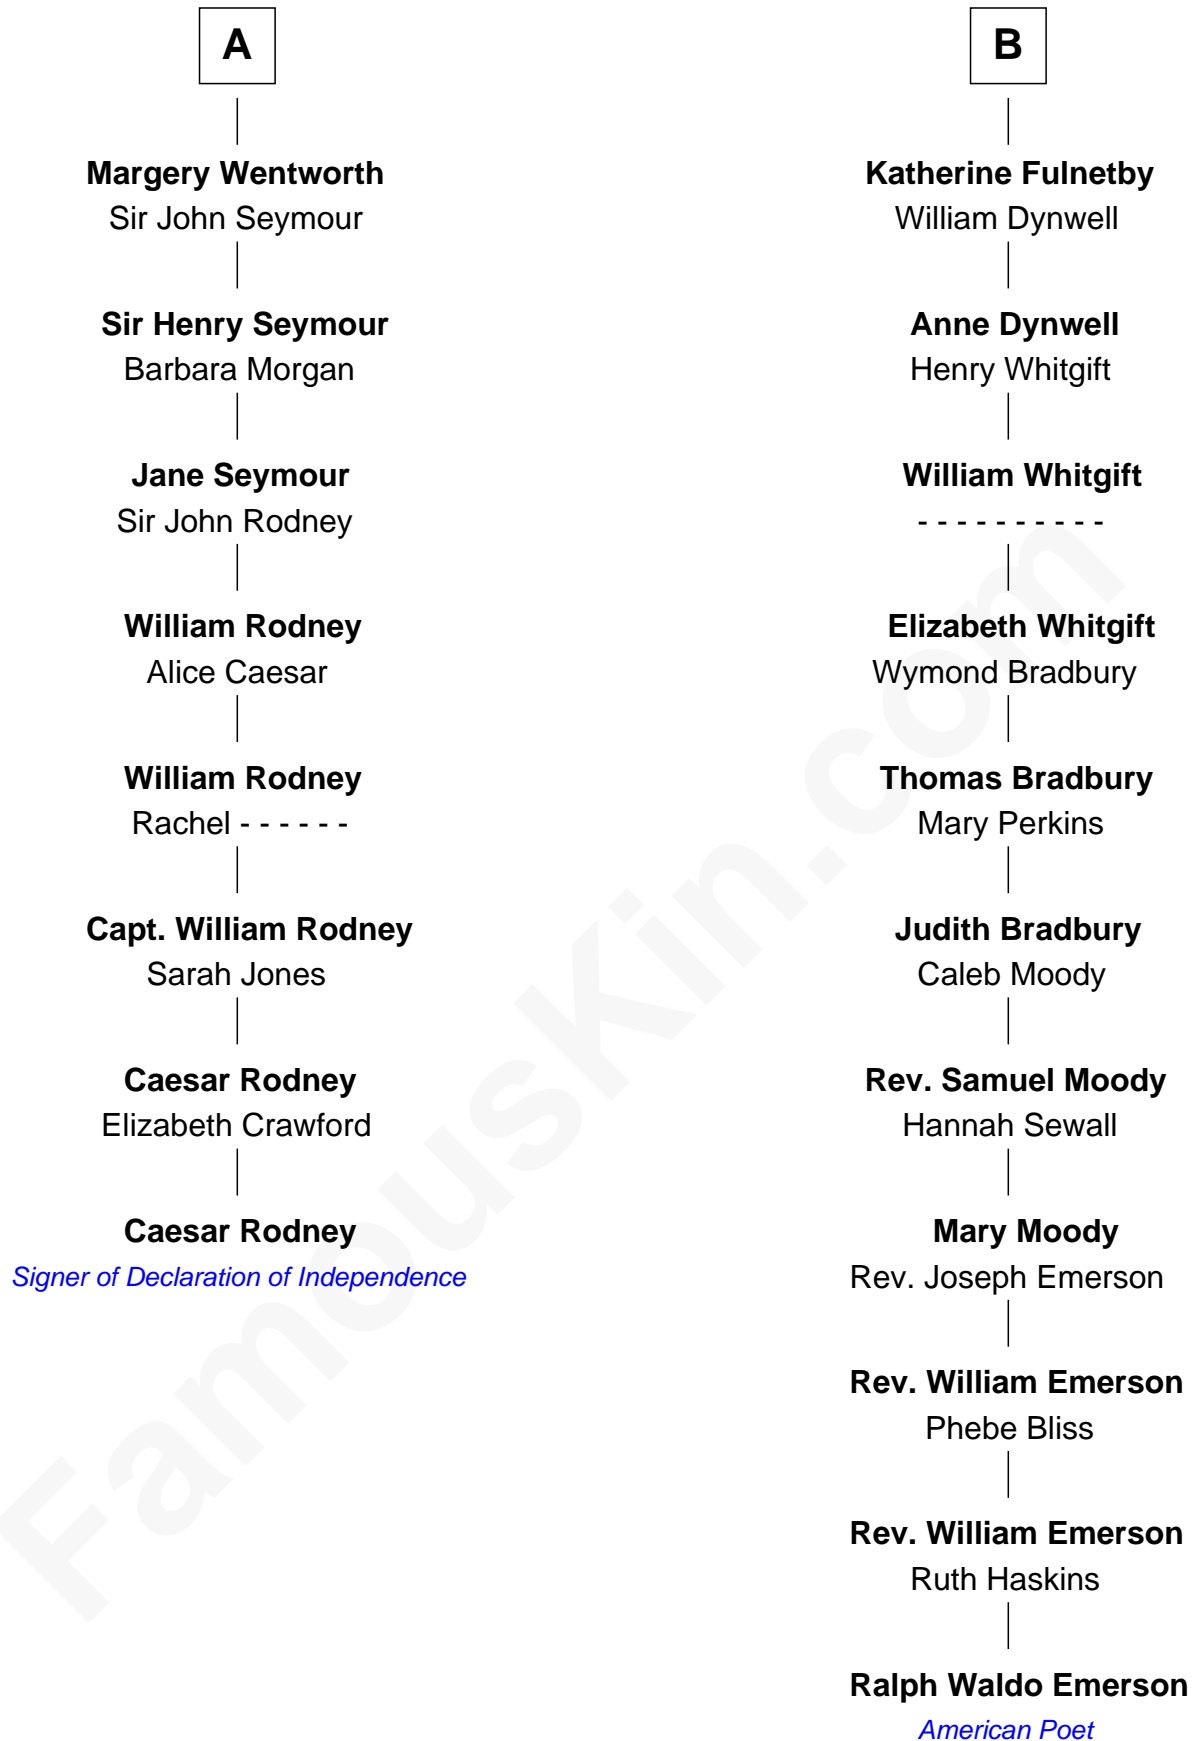 A
Margery Wentworth
Sir John Seymour
Sir Henry Seymour
Barbara Morgan
Jane Seymour
Sir John Rodney
William Rodney
Alice Caesar
William Rodney
Rachel - - - - - -
Capt. William Rodney
Sarah Jones
Caesar Rodney
Elizabeth Crawford
Caesar Rodney
Signer of Declaration of Independence
B
Katherine Fulnetby
William Dynwell
Anne Dynwell
Henry Whitgift
William Whitgift
- - - - - - - - - -
Elizabeth Whitgift
Wymond Bradbury
Thomas Bradbury
Mary Perkins
Judith Bradbury
Caleb Moody
Rev. Samuel Moody
Hannah Sewall
Mary Moody
Rev. Joseph Emerson
Rev. William Emerson
Phebe Bliss
Rev. William Emerson
Ruth Haskins
Ralph Waldo Emerson
American Poet
FamousKin.com